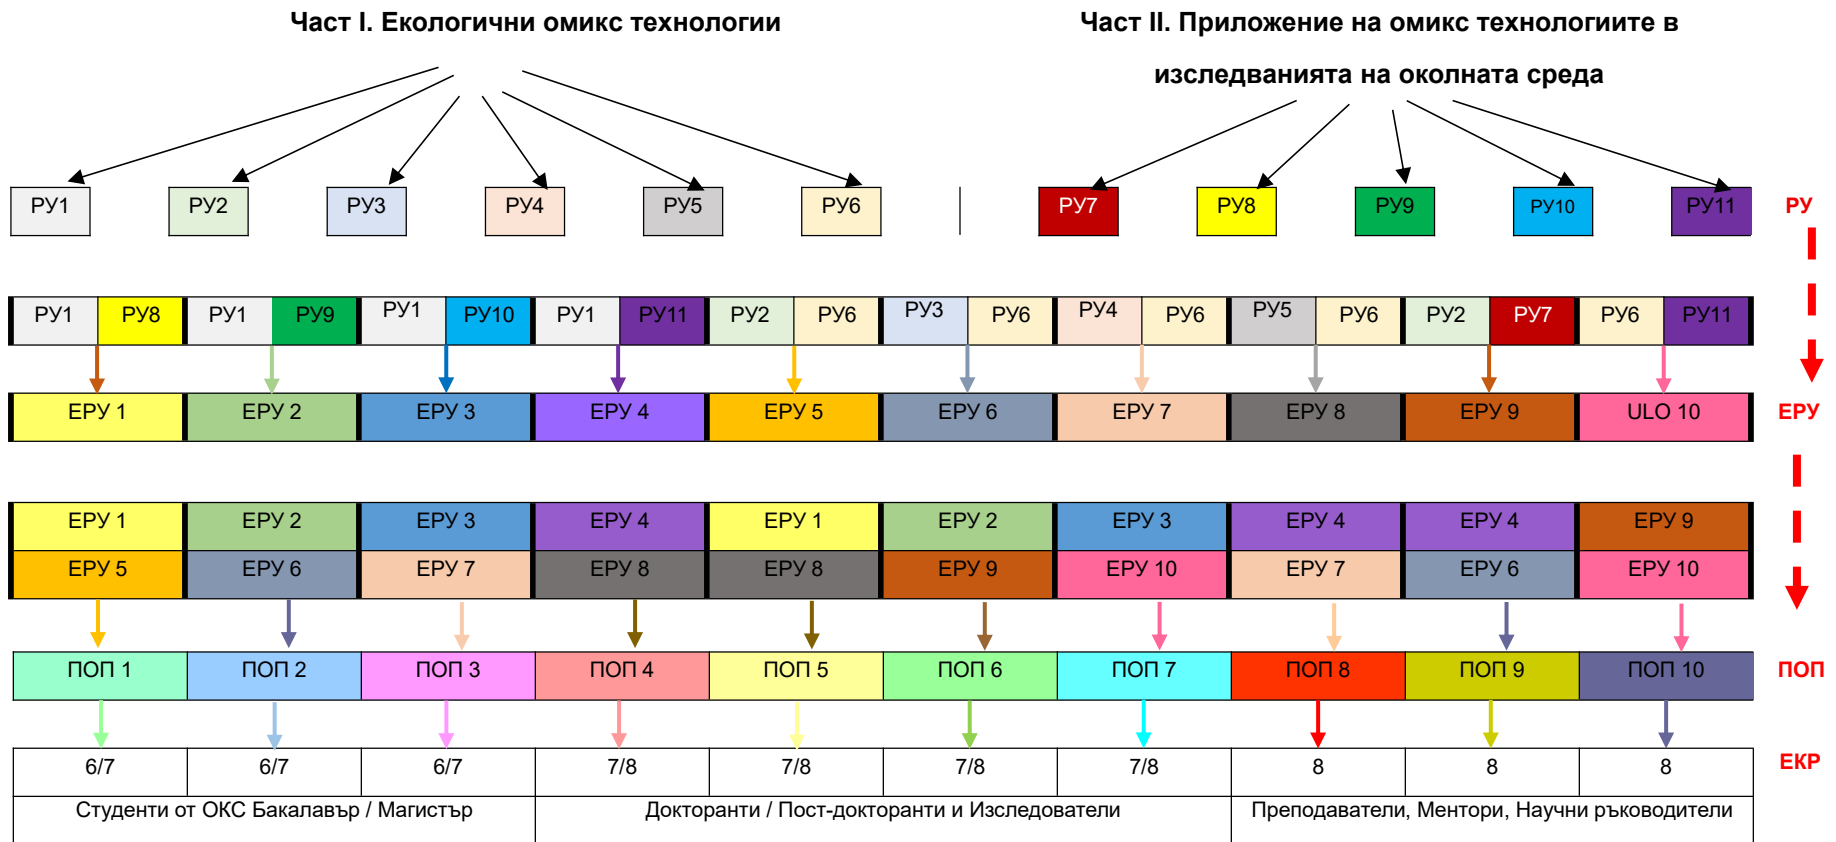 Част I. Екологични омикс технологии
Част II. Приложение на омикс технологиите в
изследванията на околната среда
РУ1 РУ2 РУ3 РУ4 РУ5 РУ6 РУ7 РУ8 РУ9 РУ10 РУ11 РУ
РУ1 РУ8 РУ1 РУ9 РУ1 РУ10 РУ1 РУ11 РУ2 РУ6 РУ3 РУ6 РУ4 РУ6 РУ5 РУ6 РУ2 РУ7 РУ6 РУ11
ЕРУ 1 ЕРУ 2 ЕРУ 3 ЕРУ 4 ЕРУ 5 ЕРУ 6 ЕРУ 7 ЕРУ 8 ЕРУ 9 ULO 10 ЕРУ
ЕРУ 1 ЕРУ 2 ЕРУ 3 ЕРУ 4 ЕРУ 1 ЕРУ 2 ЕРУ 3 ЕРУ 4 ЕРУ 4 ЕРУ 9
ЕРУ 5 ЕРУ 6 ЕРУ 7 ЕРУ 8 ЕРУ 8 ЕРУ 9 ЕРУ 10 ЕРУ 7 ЕРУ 6 ЕРУ 10
ПОП 1 ПОП 2 ПОП 3 ПОП 4 ПОП 5 ПОП 6 ПОП 7 ПОП 8 ПОП 9 ПОП 10 ПОП
6/7 6/7 6/7 7/8 7/8 7/8 7/8 8 8 8 ЕКР
Студенти от ОКС Бакалавър / Магистър Докторанти / Пост-докторанти и Изследователи Преподаватели, Ментори, Научни ръководители